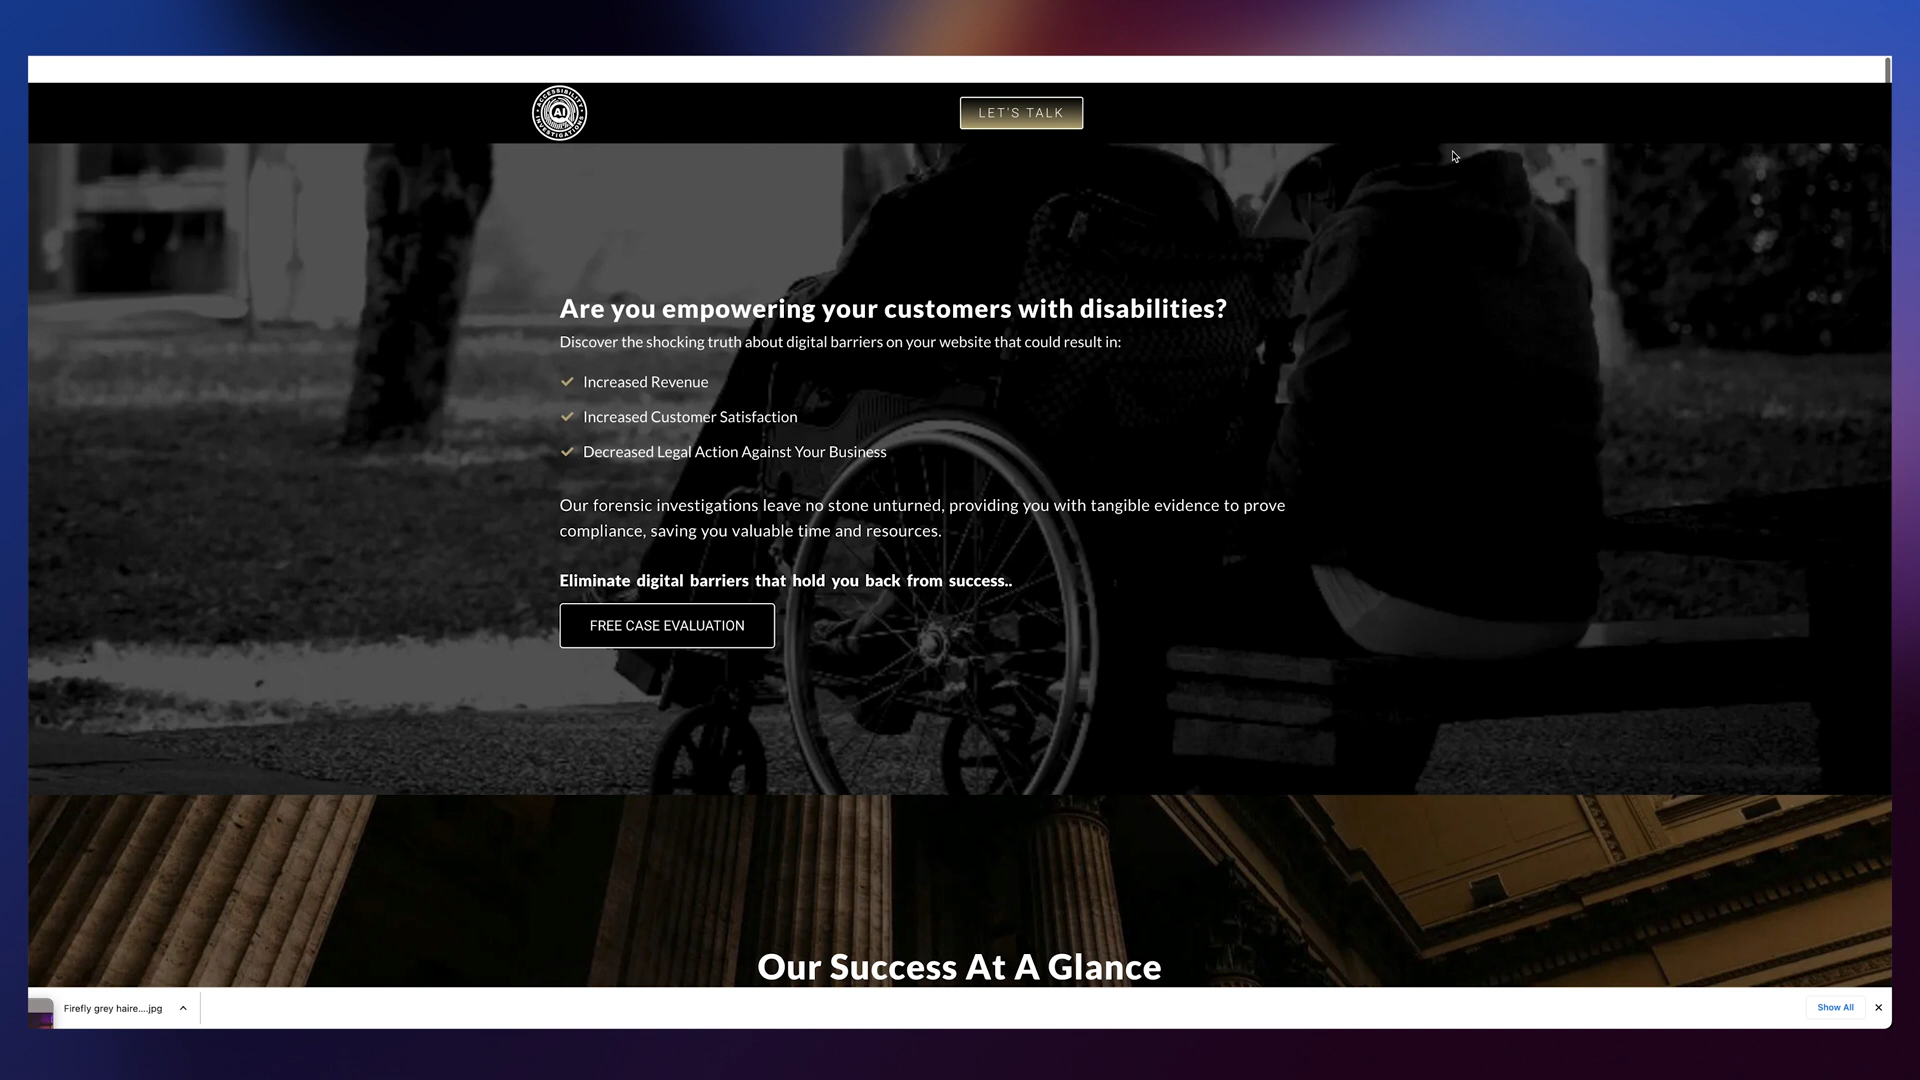 ACCESSIBILITY
AI
INVESTIGATIONS
LET'S TALK
Are you empowering your customers with disabilities?
Discover the shocking truth about digital barriers on your website that could result in:
Increased Revenue
Increased Customer Satisfaction
Decreased Legal Action Against Your Business
Our forensic investigations leave no stone unturned, providing you with tangible evidence to prove
compliance, saving you valuable time and resources.
Eliminate digital barriers that hold you back from success..
FREE CASE EVALUATION
Our Success At A Glance
Firefly grey haire....jpg
Show All